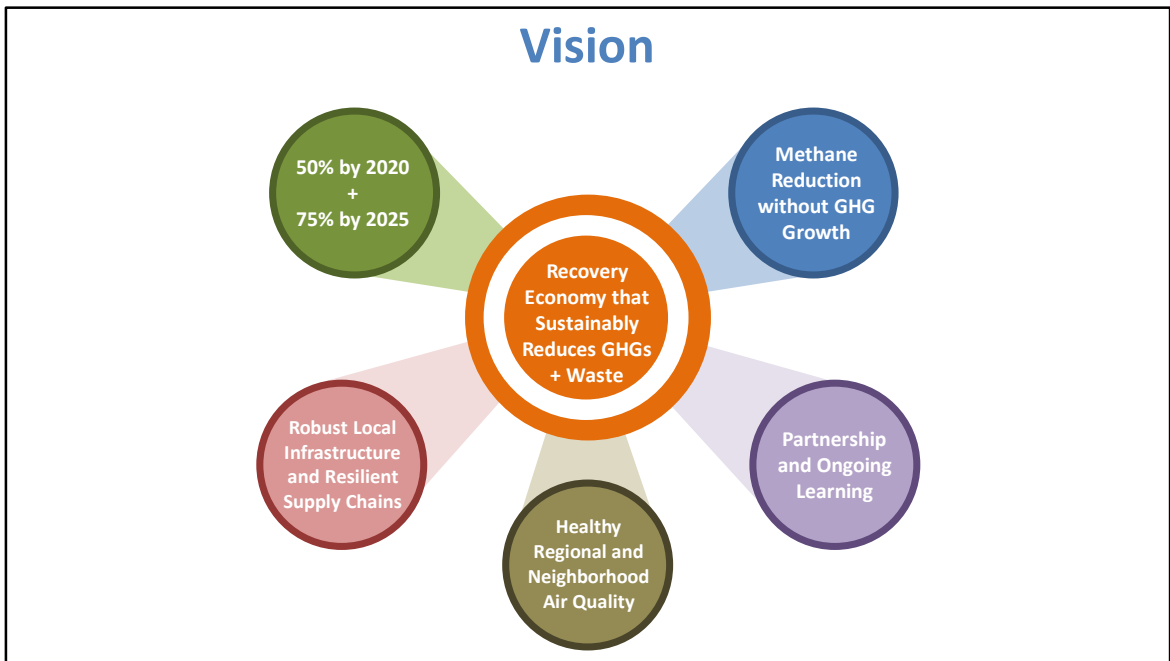 Vision
50% by 2020
+
75% by 2025
Methane
Reduction
without GHG
Growth
Recovery
Economy that
Sustainably
Reduces GHGs
+ Waste
Robust Local
Infrastructure
and Resilient
Supply Chains
Partnership
and Ongoing
Learning
Healthy
Regional and
Neighborhood
Air Quality